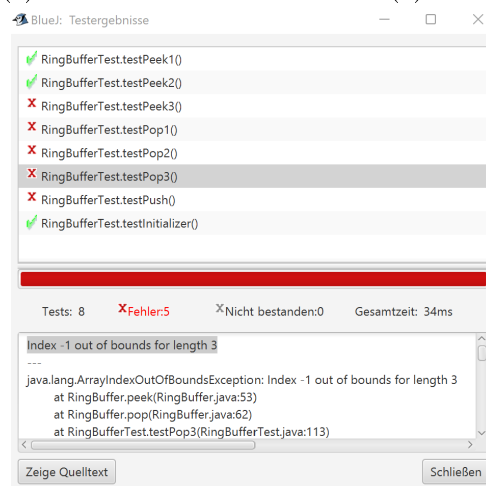 BlueJ: Testergebnisse
RingBufferTest.testPeek1()
RingBufferTest.testPeek2()
RingBufferTest.testPeek3()
RingBufferTest.testPop1()
RingBufferTest.testPop2()
RingBufferTest.testPop3()
RingBufferTest.testPush()
RingBufferTest.testInitializer()
Tests: 8 Fehler:5 Nicht bestanden:0 Gesamtzeit: 34ms
Index -1 out of bounds for length 3
---
java.lang.ArrayIndexOutOfBoundsException: Index -1 out of bounds for length 3
at RingBuffer.peek(RingBuffer.java:53)
at RingBuffer.pop(RingBuffer.java:62)
at RingBufferTest.testPop3(RingBufferTest.java:113)
Zeige Quelltext Schließen